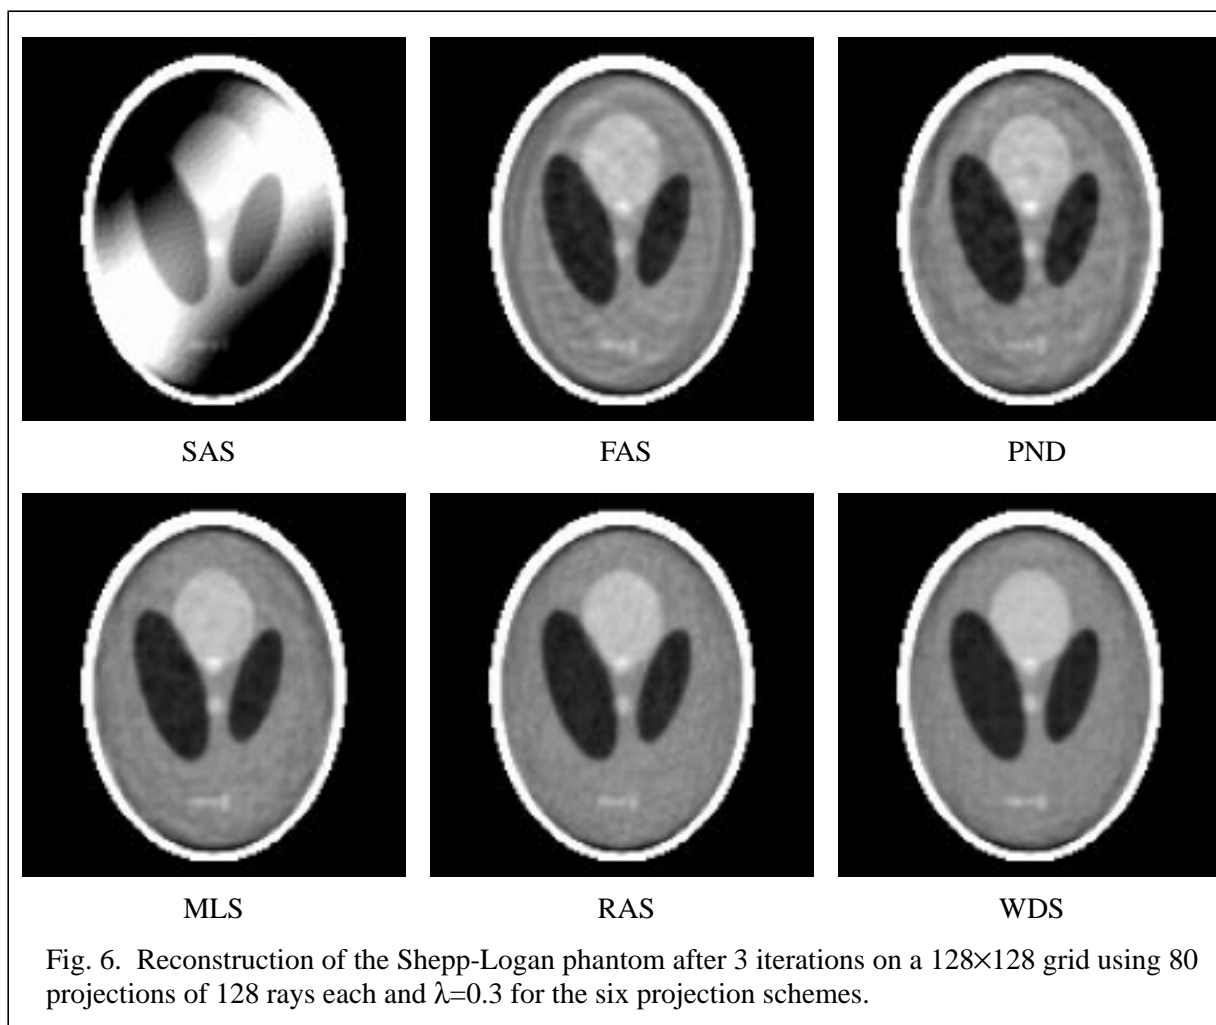 SAS
FAS
PND
MLS
RAS
WDS
Fig. 6. Reconstruction of the Shepp-Logan phantom after 3 iterations on a 128×128 grid using 80
projections of 128 rays each and λ=0.3 for the six projection schemes.